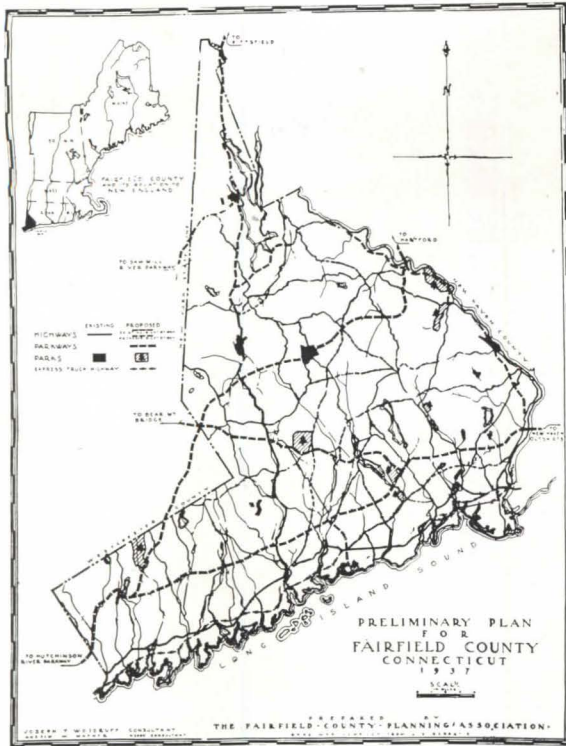 TO
PITTSFIELD
N
MAINE
FAIRFIELD COUNTY
AND ITS RELATION TO
NEW ENGLAND
TO
HARTFORD
TO SAW MILL
RIVER PARKWAY
EXISTING PROPOSED
HIGHWAYS
PARKWAYS
PARKS
EXPRESS TRUCK HIGHWAY
TO BEAR MT
BRIDGE
TO
NEW HAVEN
LONG ISLAND SOUND
TO HUTCHINSON
RIVER PARKWAY
PRELIMINARY PLAN
FOR
FAIRFIELD COUNTY
CONNECTICUT
1937
SCALE
PREPARED BY
THE FAIRFIELD-COUNTY-PLANNING-ASSOCIATION-
JOSEPH T WOODRUFF CONSULTANT